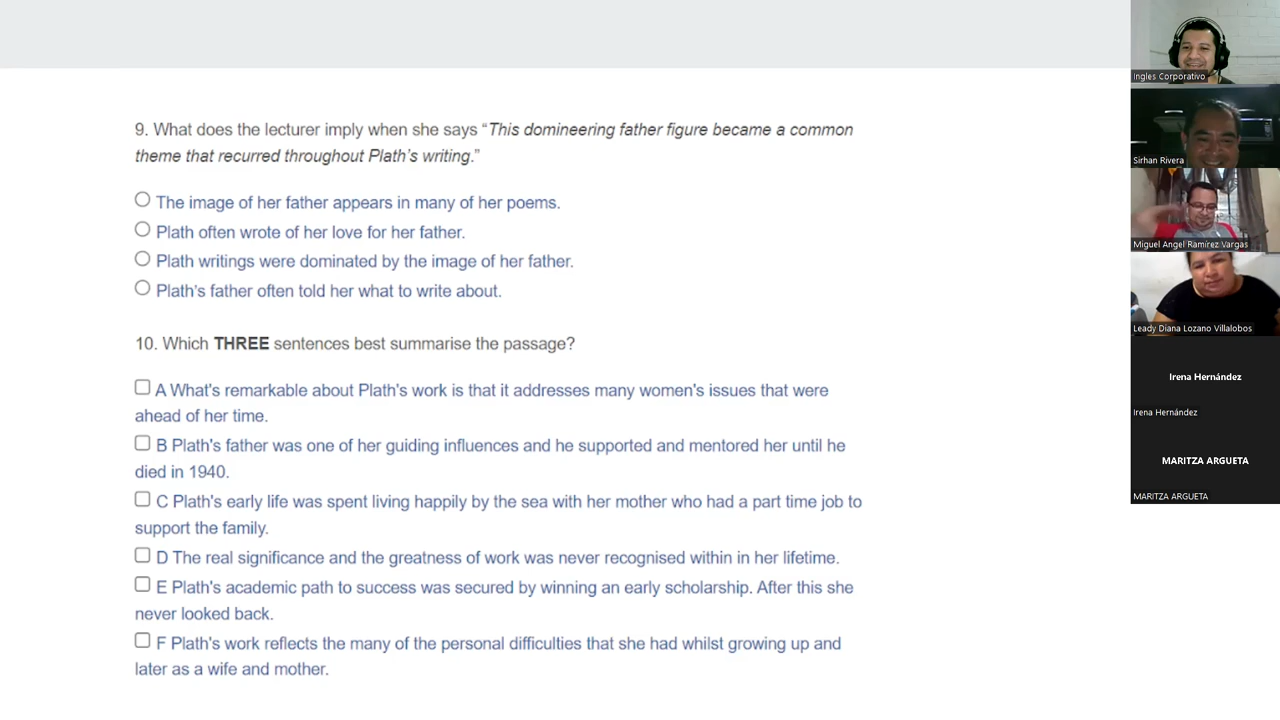 9. What does the lecturer imply when she says “This domineering father figure became a common
theme that recurred throughout Plath’s writing.”
The image of her father appears in many of her poems.
Plath often wrote of her love for her father.
Plath writings were dominated by the image of her father.
Plath’s father often told her what to write about.
10. Which THREE sentences best summarise the passage?
A What's remarkable about Plath's work is that it addresses many women's issues that were
ahead of her time.
B Plath's father was one of her guiding influences and he supported and mentored her until he
died in 1940.
C Plath's early life was spent living happily by the sea with her mother who had a part time job to
support the family.
D The real significance and the greatness of work was never recognised within in her lifetime.
E Plath's academic path to success was secured by winning an early scholarship. After this she
never looked back.
F Plath's work reflects the many of the personal difficulties that she had whilst growing up and
later as a wife and mother.
Ingles Corporativo
Sirhan Rivera
Miguel Angel Ramírez Vargas
Leady Diana Lozano Villalobos
Irena Hernández
Irena Hernández
MARITZA ARGUETA
MARITZA ARGUETA